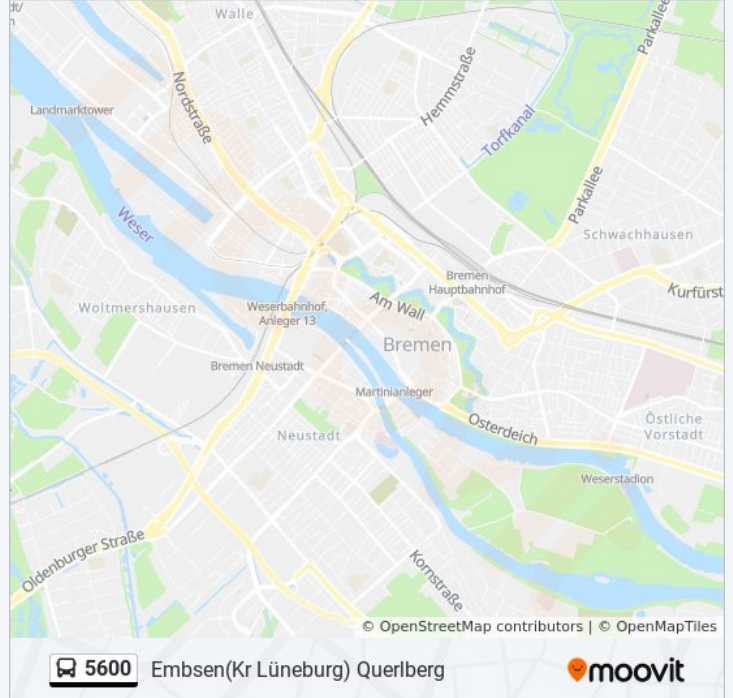 Walle
Parkallee
Hemmstraße
Nordstraße
Landmarktower
Torfkanal
Parkallee
Weser
Schwachhausen
Bremen
Hauptbahnhof
Kurfürst
Woltmershausen
Weserbahnhof,
Anleger 13
Am Wall
Bremen
Bremen Neustadt
Martinianleger
Osterdeich
Östliche
Vorstadt
Neustadt
Weserstadion
Oldenburger Straße
Kornstraße
© OpenStreetMap contributors | © OpenMapTiles
5600 Embsen(Kr Lüneburg) Querlberg
moovit